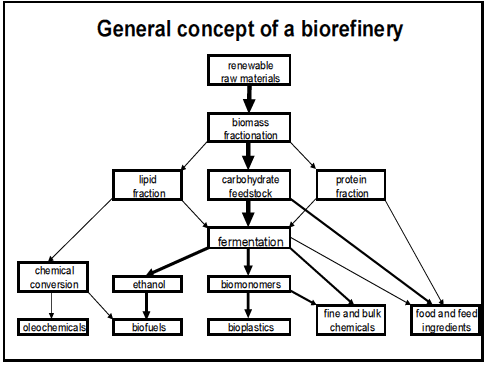 General concept of a biorefinery
renewable
raw materials
biomass
fractionation
lipid
fraction
carbohydrate
feedstock
protein
fraction
fermentation
chemical
conversion
ethanol
biomonomers
oleochemicals
biofuels
bioplastics
fine and bulk
chemicals
food and feed
ingredients